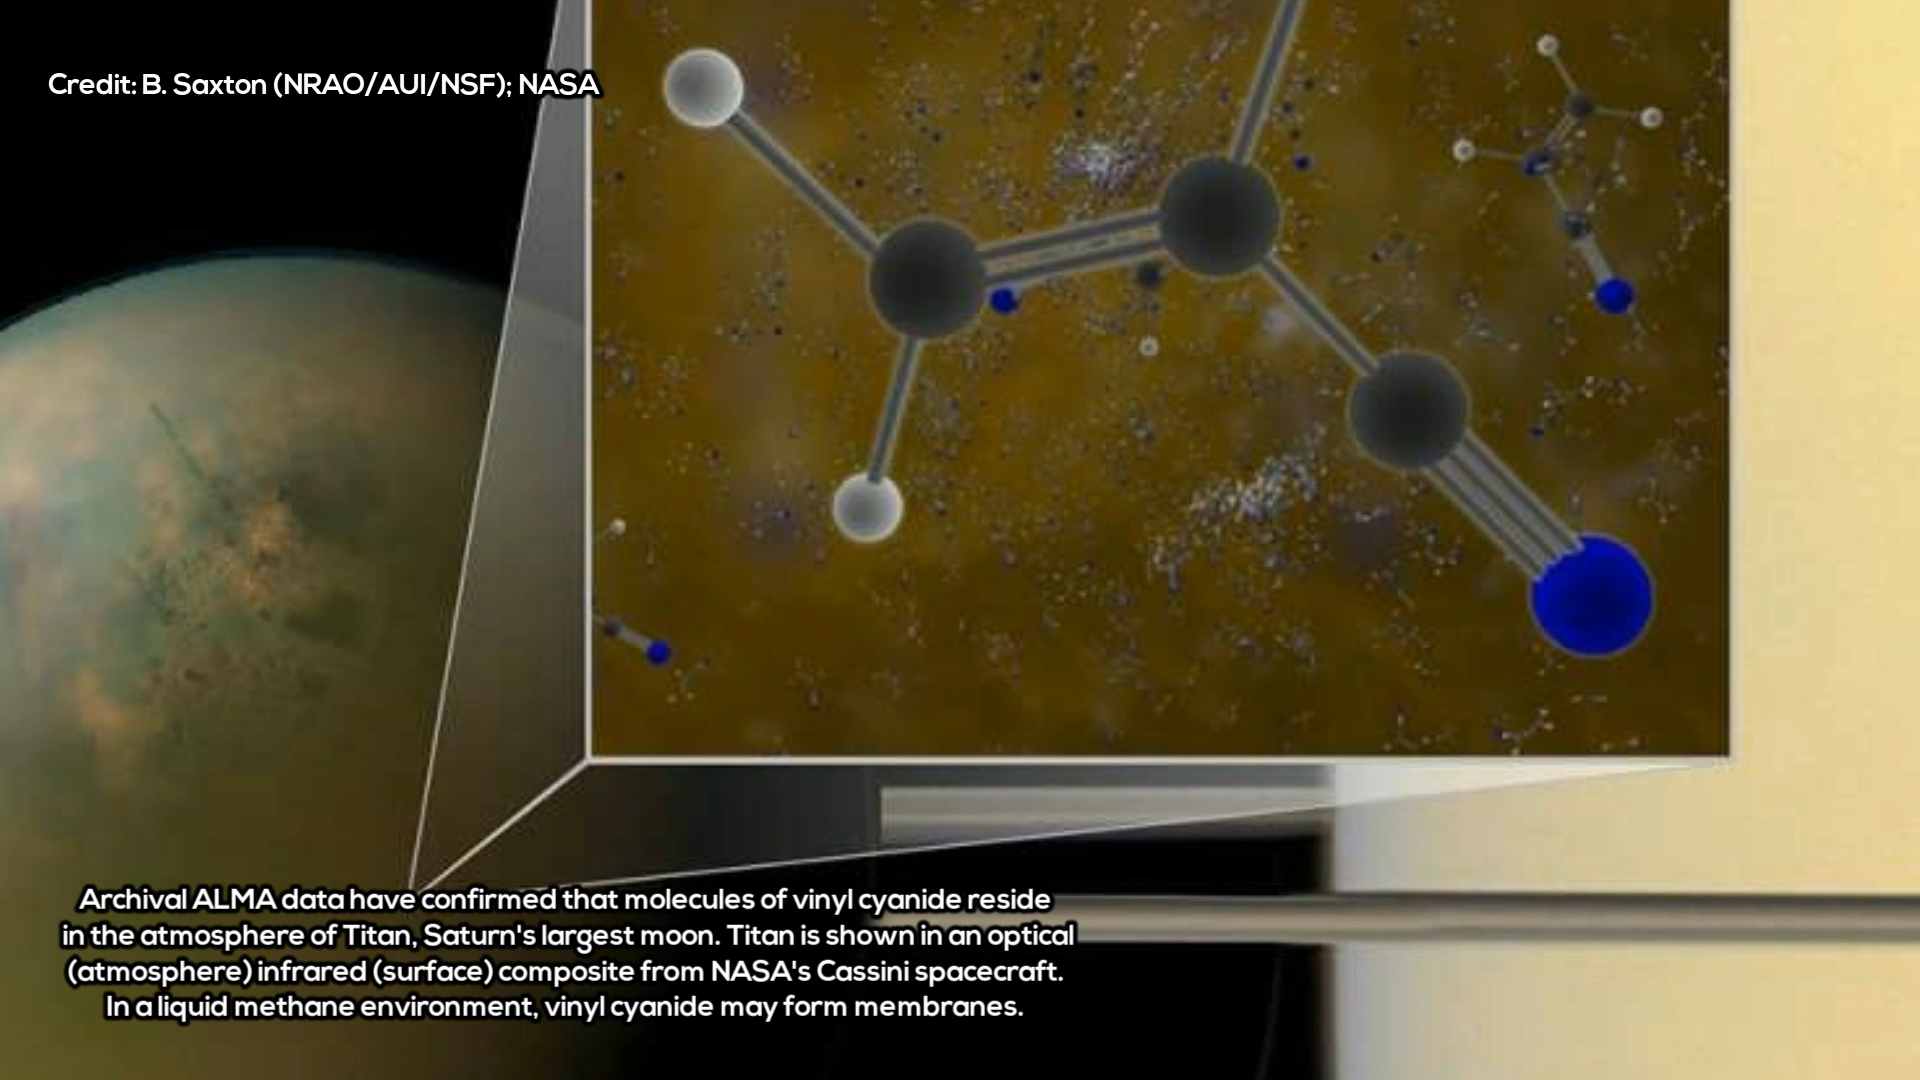 Credit: B. Saxton (NRAO/AUI/NSF); NASA
Archival ALMA data have confirmed that molecules of vinyl cyanide reside
in the atmosphere of Titan, Saturn's largest moon. Titan is shown in an optical
(atmosphere) infrared (surface) composite from NASA's Cassini spacecraft.
In a liquid methane environment, vinyl cyanide may form membranes.